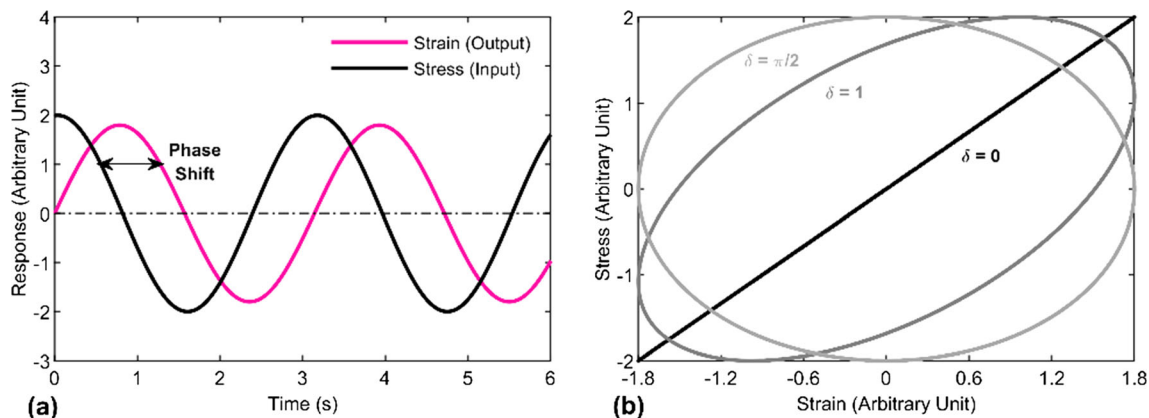 4
3
2
1
0
-1
-2
-3
Response (Arbitrary Unit)
Strain (Output)
Stress (Input)
Phase
Shift
0
1
2
3
4
5
6
Time (s)
(a)
2
1
0
-1
-2
Stress (Arbitrary Unit)
δ = π/2
δ = 1
δ = 0
-1.8
-1.2
-0.6
0
0.6
1.2
1.8
Strain (Arbitrary Unit)
(b)